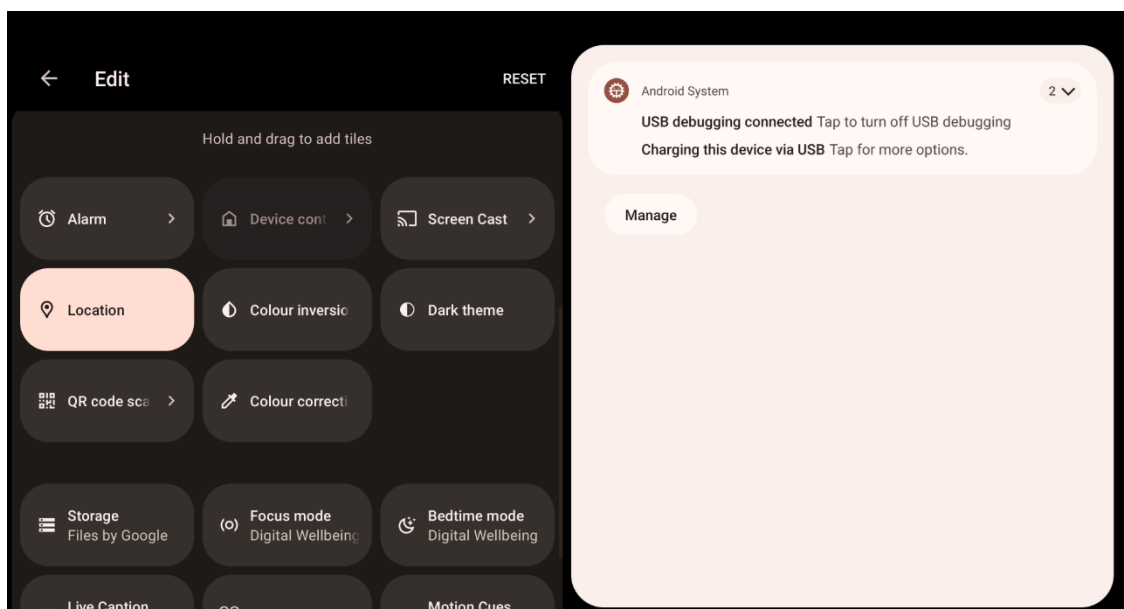 Edit
RESET
Hold and drag to add tiles
Alarm
Device cont
Screen Cast
Location
Colour inversio
Dark theme
QR code sca
Colour correcti
Storage
Files by Google
Focus mode
Digital Wellbeing
Bedtime mode
Digital Wellbeing
Live Caption
Motion Cues
Android System
2
USB debugging connected Tap to turn off USB debugging
Charging this device via USB Tap for more options.
Manage